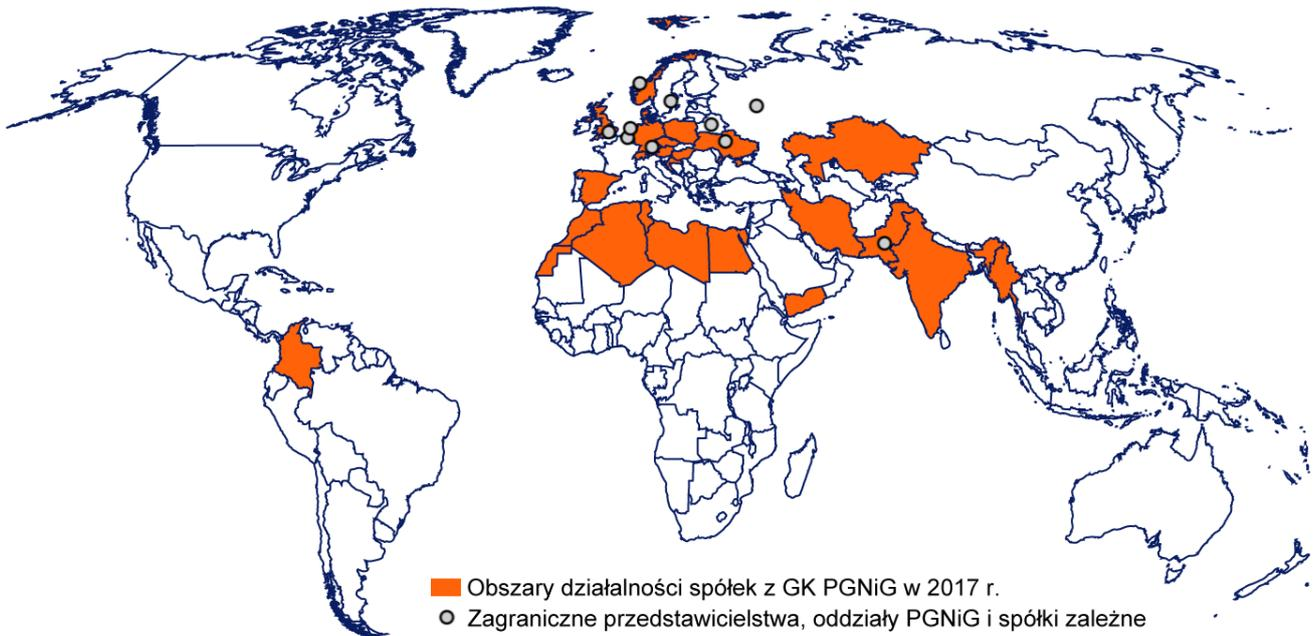 Obszary działalności spółek z GK PGNiG w 2017 r.
Zagraniczne przedstawicielstwa, oddziały PGNiG i spółki zależne